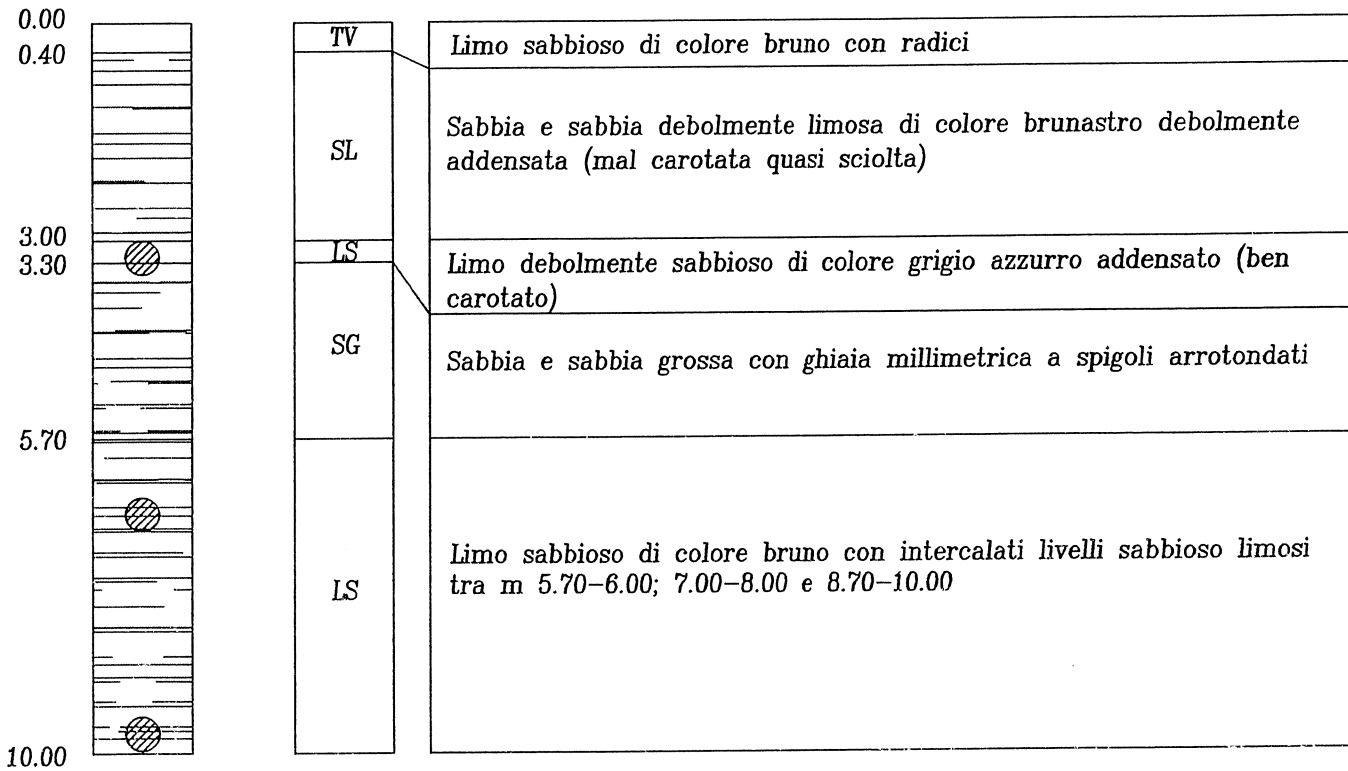 0.00
TV
Limo sabbioso di colore bruno con radici
0.40
SL
Sabbia e sabbia debolmente limosa di colore brunastro debolmente
addensata (mal carotata quasi sciolta)
3.00
LS
Limo debolmente sabbioso di colore grigio azzurro addensato (ben
carotato)
3.30
SG
Sabbia e sabbia grossa con ghiaia millimetrica a spigoli arrotondati
5.70
LS
Limo sabbioso di colore bruno con intercalati livelli sabbioso limosi
tra m 5.70-6.00; 7.00-8.00 e 8.70-10.00
10.00